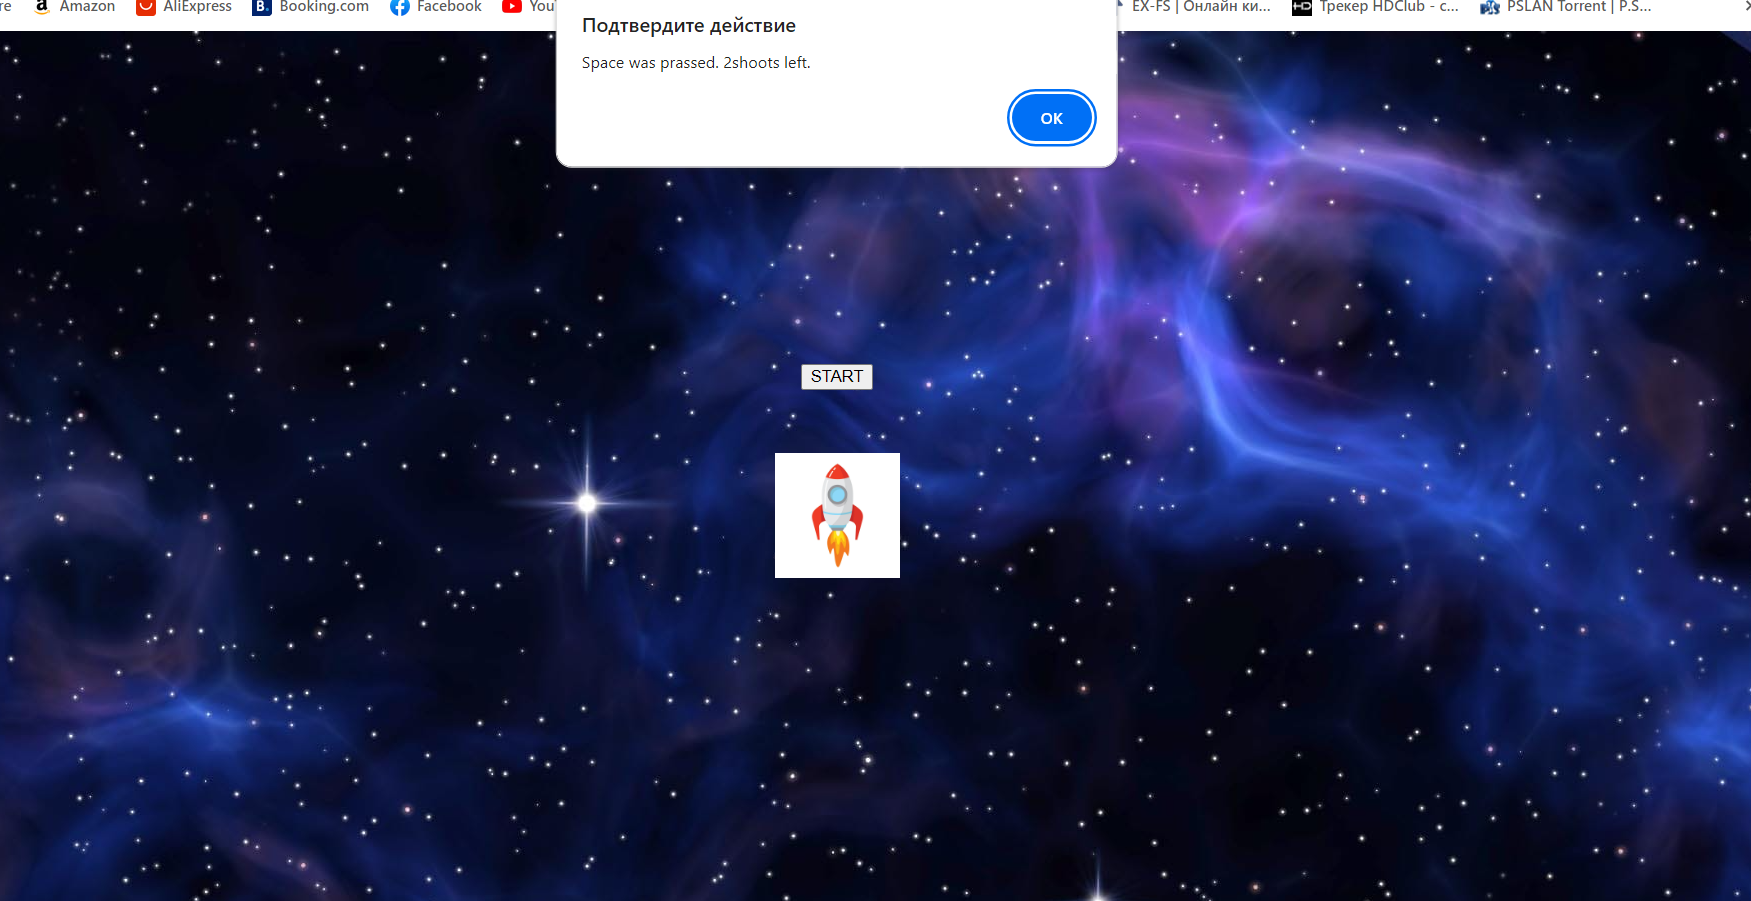 re
Amazon
AliExpress
B. Booking.com
Facebook
You
EX-FS | Онлайн ки...
HD Трекер HDClub - с...
PSLAN Torrent | P.S...
Подтвердите действие
Space was prassed. 2shoots left.
OK
START